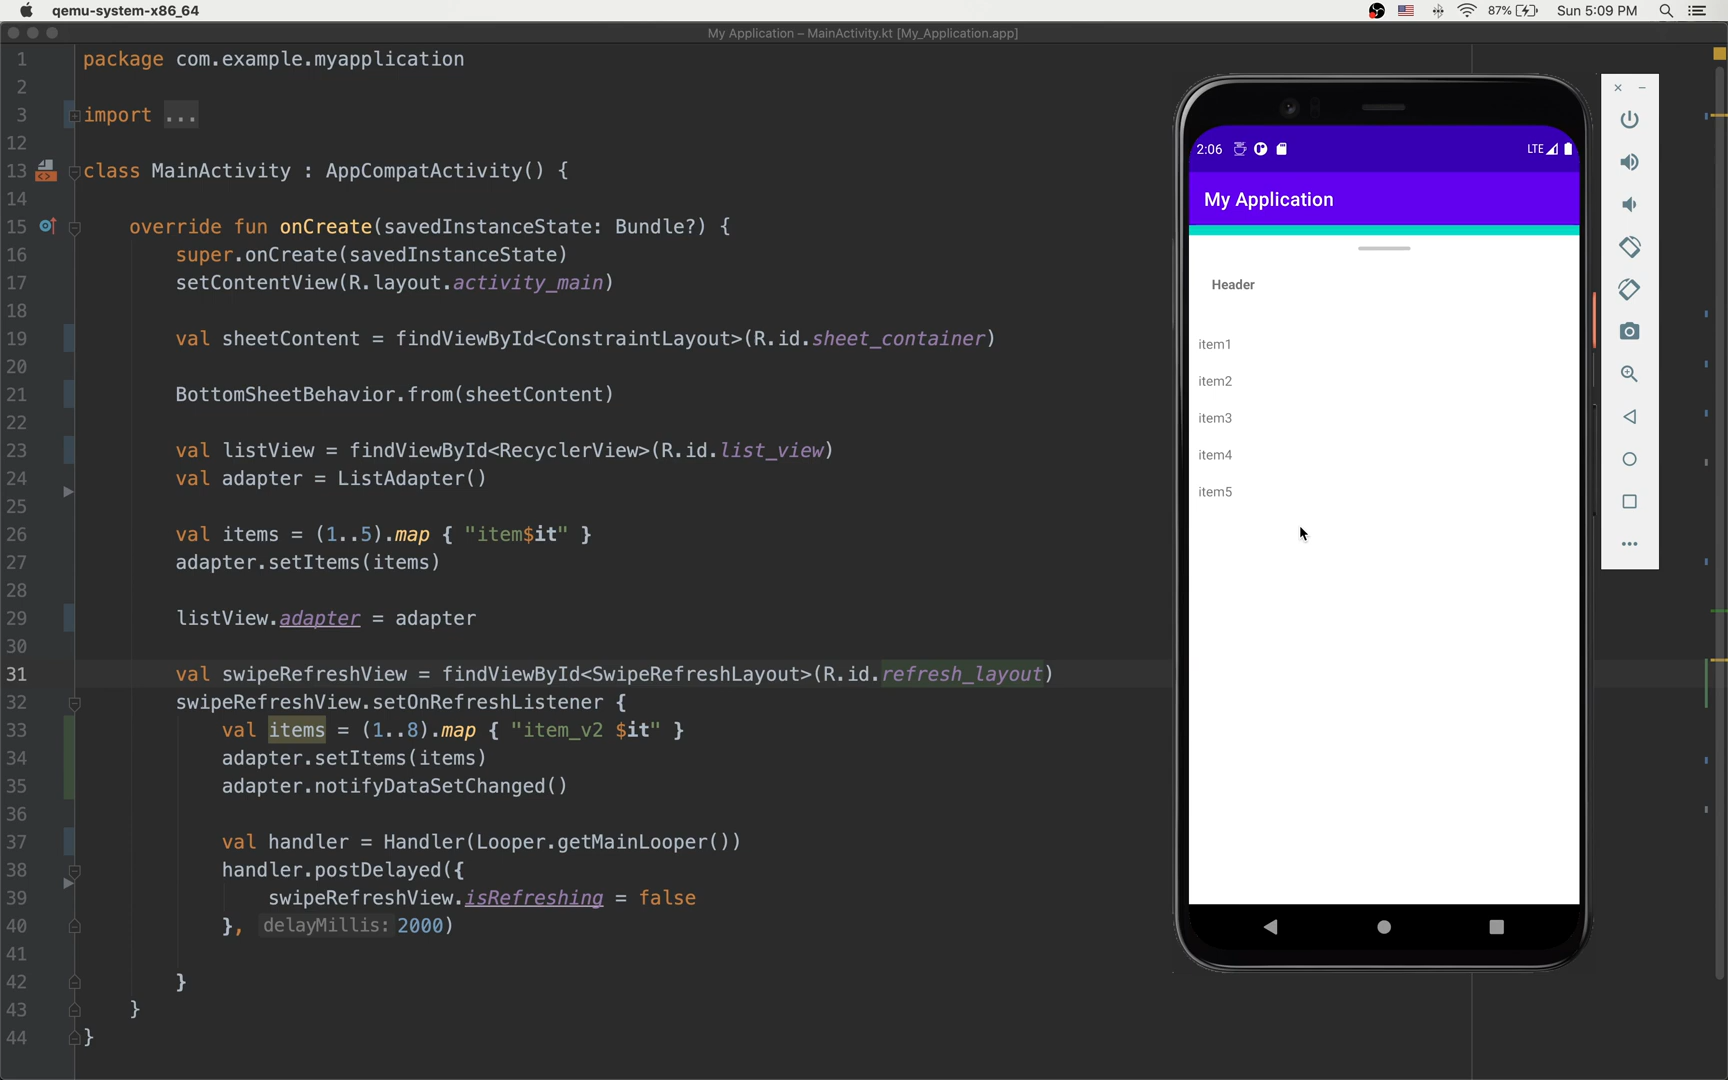 qemu-system-x86_64
87%
Sun 5:09 PM
My Application – MainActivity.kt [My_Application.app]
1 package com.example.myapplication
2
3 import ...
12
13 class MainActivity : AppCompatActivity() {
14
15 override fun onCreate(savedInstanceState: Bundle?) {
16 super.onCreate(savedInstanceState)
17 setContentView(R.layout.activity_main)
18
19 val sheetContent = findViewById<ConstraintLayout>(R.id.sheet_container)
20
21 BottomSheetBehavior.from(sheetContent)
22
23 val listView = findViewById<RecyclerView>(R.id.list_view)
24 val adapter = ListAdapter()
25
26 val items = (1..5).map { "item$it" }
27 adapter.setItems(items)
28
29 listView.adapter = adapter
30
31 val swipeRefreshView = findViewById<SwipeRefreshLayout>(R.id.refresh_layout)
32 swipeRefreshView.setOnRefreshListener {
33 val items = (1..8).map { "item_v2 $it" }
34 adapter.setItems(items)
35 adapter.notifyDataSetChanged()
36
37 val handler = Handler(Looper.getMainLooper())
38 handler.postDelayed({
39 swipeRefreshView.isRefreshing = false
40 }, delayMillis: 2000)
41
42 }
43 }
44 }
2:06
LTE
My Application
Header
item1
item2
item3
item4
item5